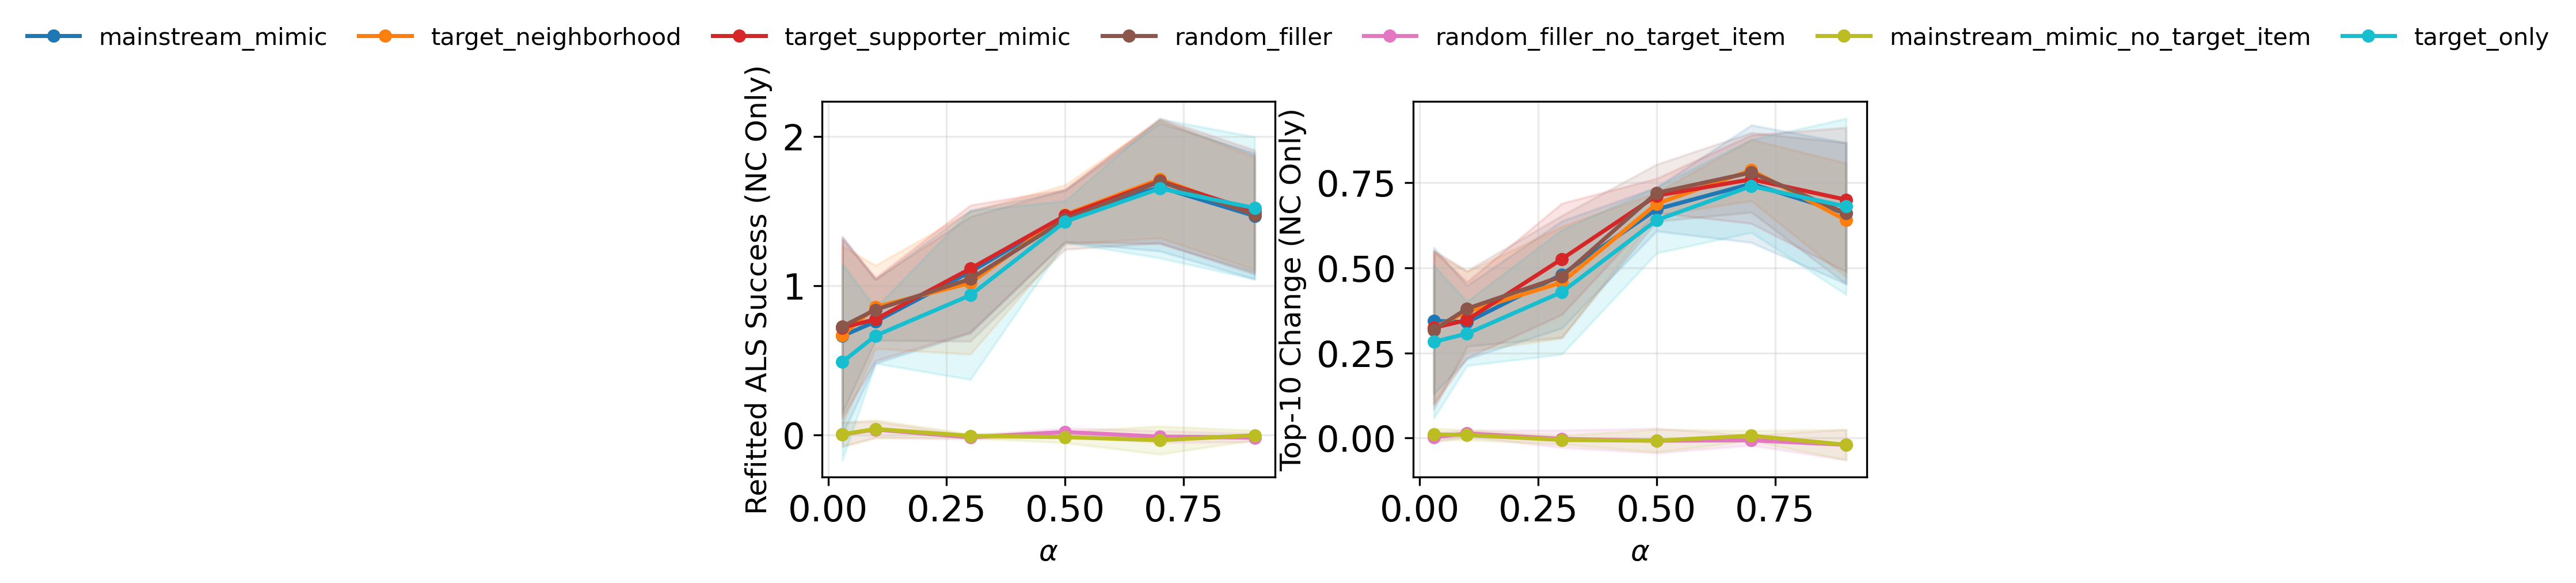 mainstream_mimic target_neighborhood target_supporter_mimic random_filler random_filler_no_target_item mainstream_mimic_no_target_item target_only
Refitted ALS Success (NC Only)
2
1
0
0.00 0.25 0.50 0.75
α
Top-10 Change (NC Only)
0.75
0.50
0.25
0.00
0.00 0.25 0.50 0.75
α